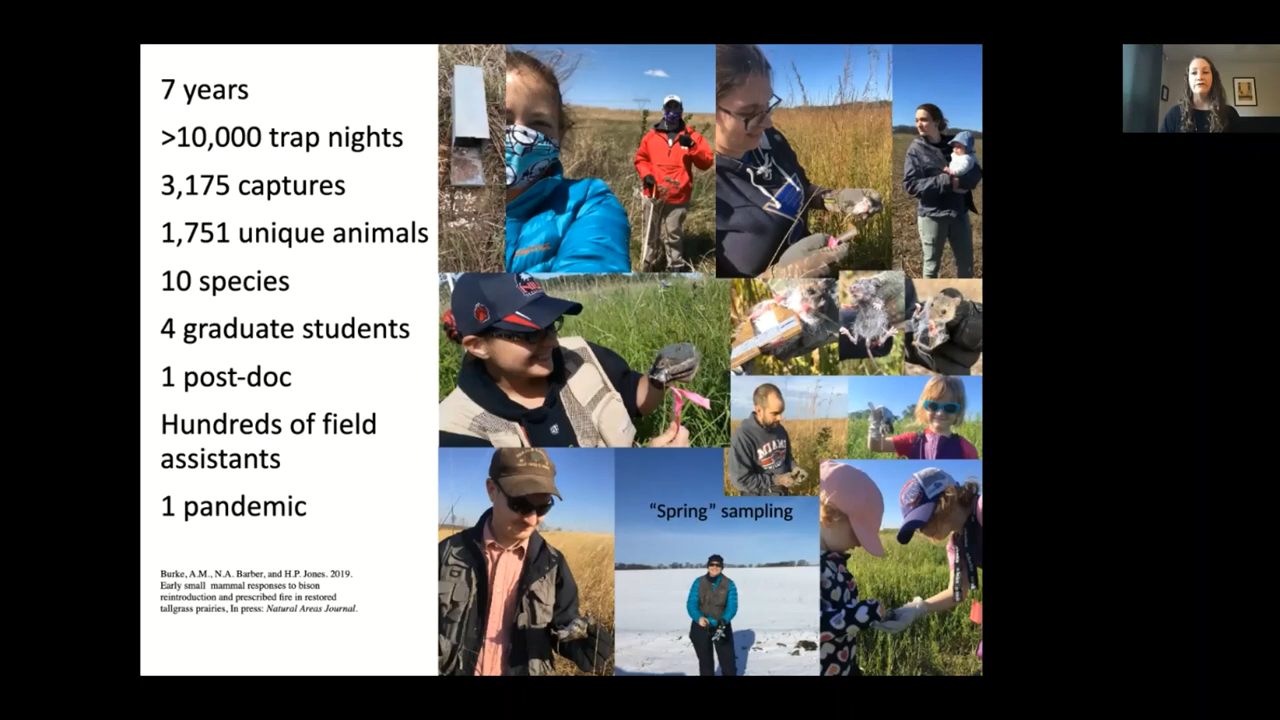 7 years
>10,000 trap nights
3,175 captures
1,751 unique animals
10 species
4 graduate students
1 post-doc
Hundreds of field
assistants
1 pandemic
Burke, A.M., N.A. Barber, and H.P. Jones. 2019.
Early small mammal responses to bison
reintroduction and prescribed fire in restored
tallgrass prairies, In press: Natural Areas Journal.
MIAMI
“Spring” sampling